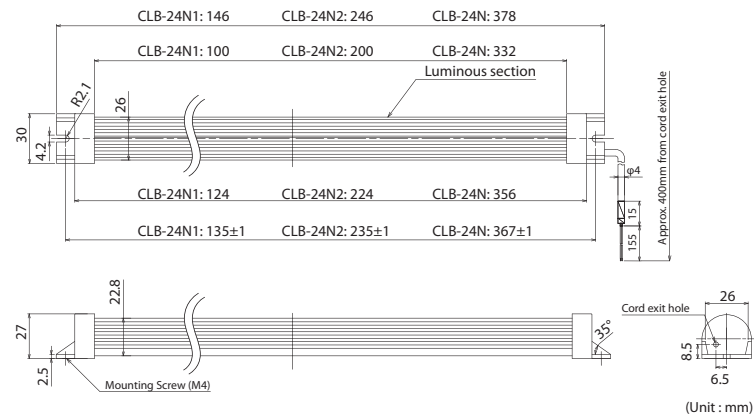 CLB-24N1: 146 CLB-24N2: 246 CLB-24N: 378
CLB-24N1: 100 CLB-24N2: 200 CLB-24N: 332
Luminous section
R2.1
26
30
4.2
φ4
15
155
Approx. 400mm from cord exit hole
CLB-24N1: 124 CLB-24N2: 224 CLB-24N: 356
CLB-24N1: 135±1 CLB-24N2: 235±1 CLB-24N: 367±1
22.8
27
2.5
Mounting Screw (M4)
35°
Cord exit hole
26
8.5
6.5
(Unit : mm)